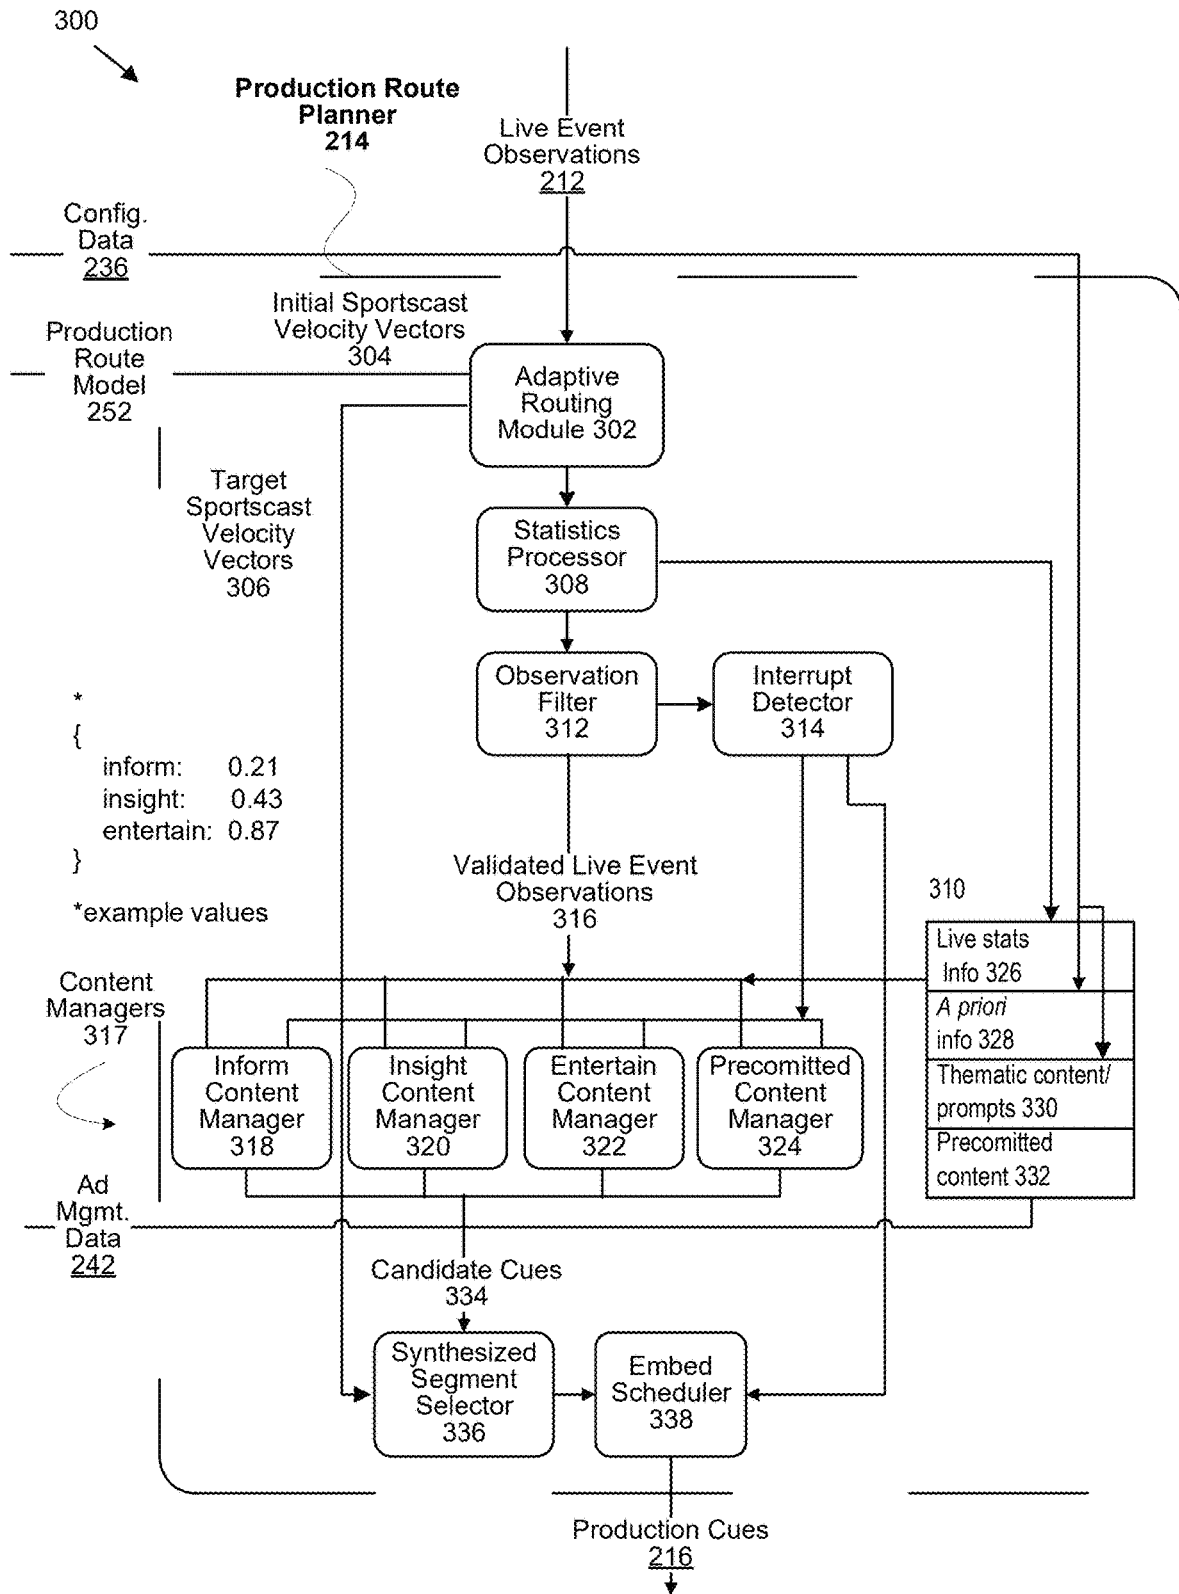 300
Production Route
Planner
214
Live Event
Observations
212
Config.
Data
236
Initial Sportscast
Velocity Vectors
304
Production
Route
Model
252
Adaptive
Routing
Module 302
Target
Sportscast
Velocity
Vectors
306
Statistics
Processor
308
Observation
Filter
312
Interrupt
Detector
314
*
{
inform: 0.21
insight: 0.43
entertain: 0.87
}
*example values
Validated Live Event
Observations
316
310
Live stats
Info 326
A priori
info 328
Thematic content/
prompts 330
Precomitted
content 332
Content
Managers
317
Inform
Content
Manager
318
Insight
Content
Manager
320
Entertain
Content
Manager
322
Precomitted
Content
Manager
324
Ad
Mgmt.
Data
242
Candidate Cues
334
Synthesized
Segment
Selector
336
Embed
Scheduler
338
Production Cues
216